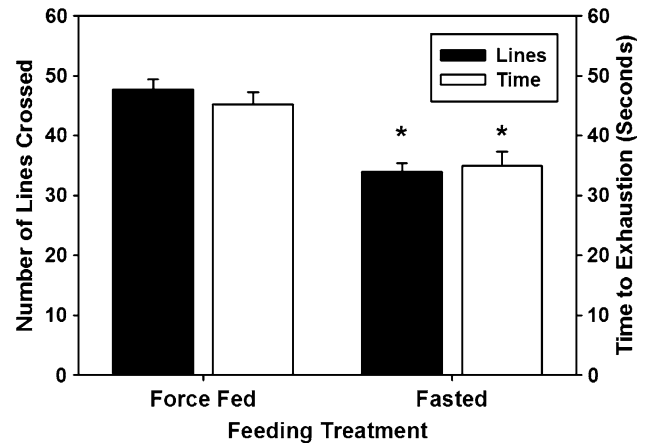 60
50
40
30
20
10
0
Number of Lines Crossed
Lines
Time
*
*
60
50
40
30
20
10
0
Time to Exhaustion (Seconds)
Force Fed
Fasted
Feeding Treatment